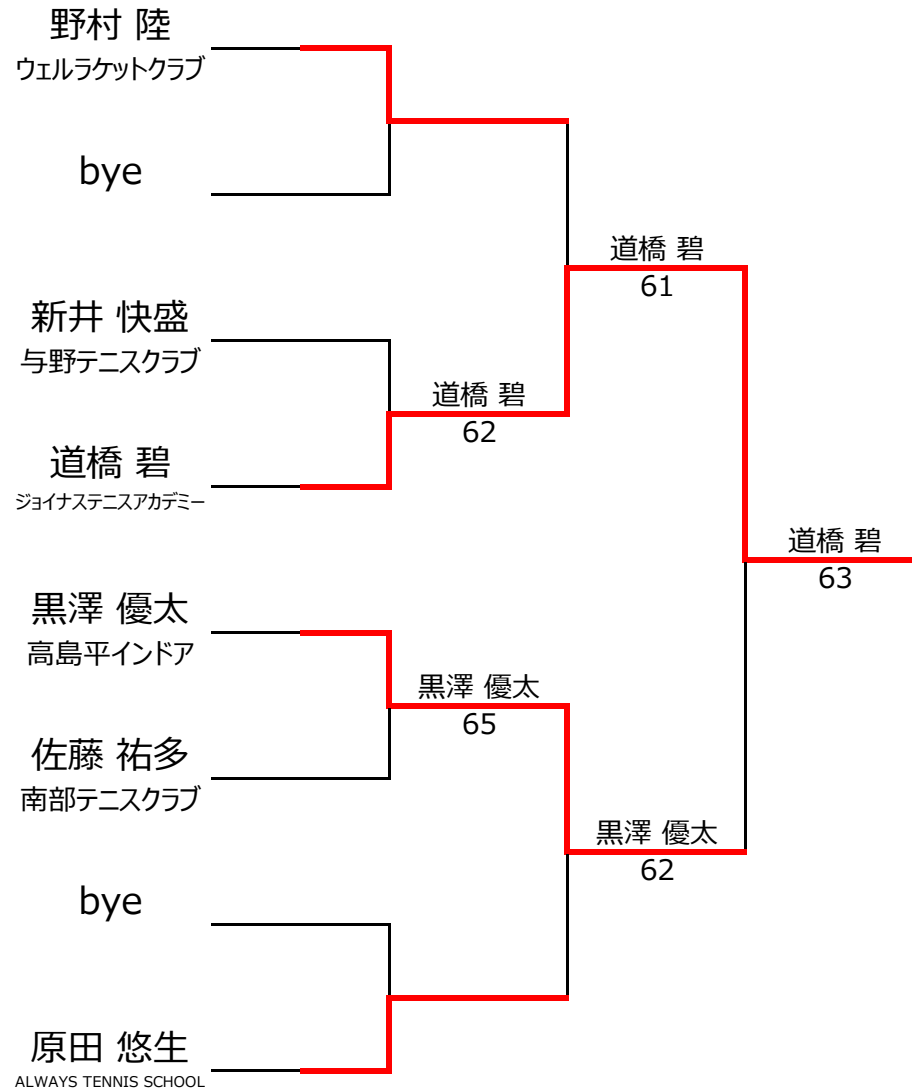 野村 陸
ウェルラケットクラブ
bye
新井 快盛
与野テニスクラブ
道橋 碧
ジョイナステニスアカデミー
黒澤 優太
高島平インドア
佐藤 祐多
南部テニスクラブ
bye
原田 悠生
ALWAYS TENNIS SCHOOL
道橋 碧
62
黒澤 優太
65
道橋 碧
61
黒澤 優太
62
道橋 碧
63